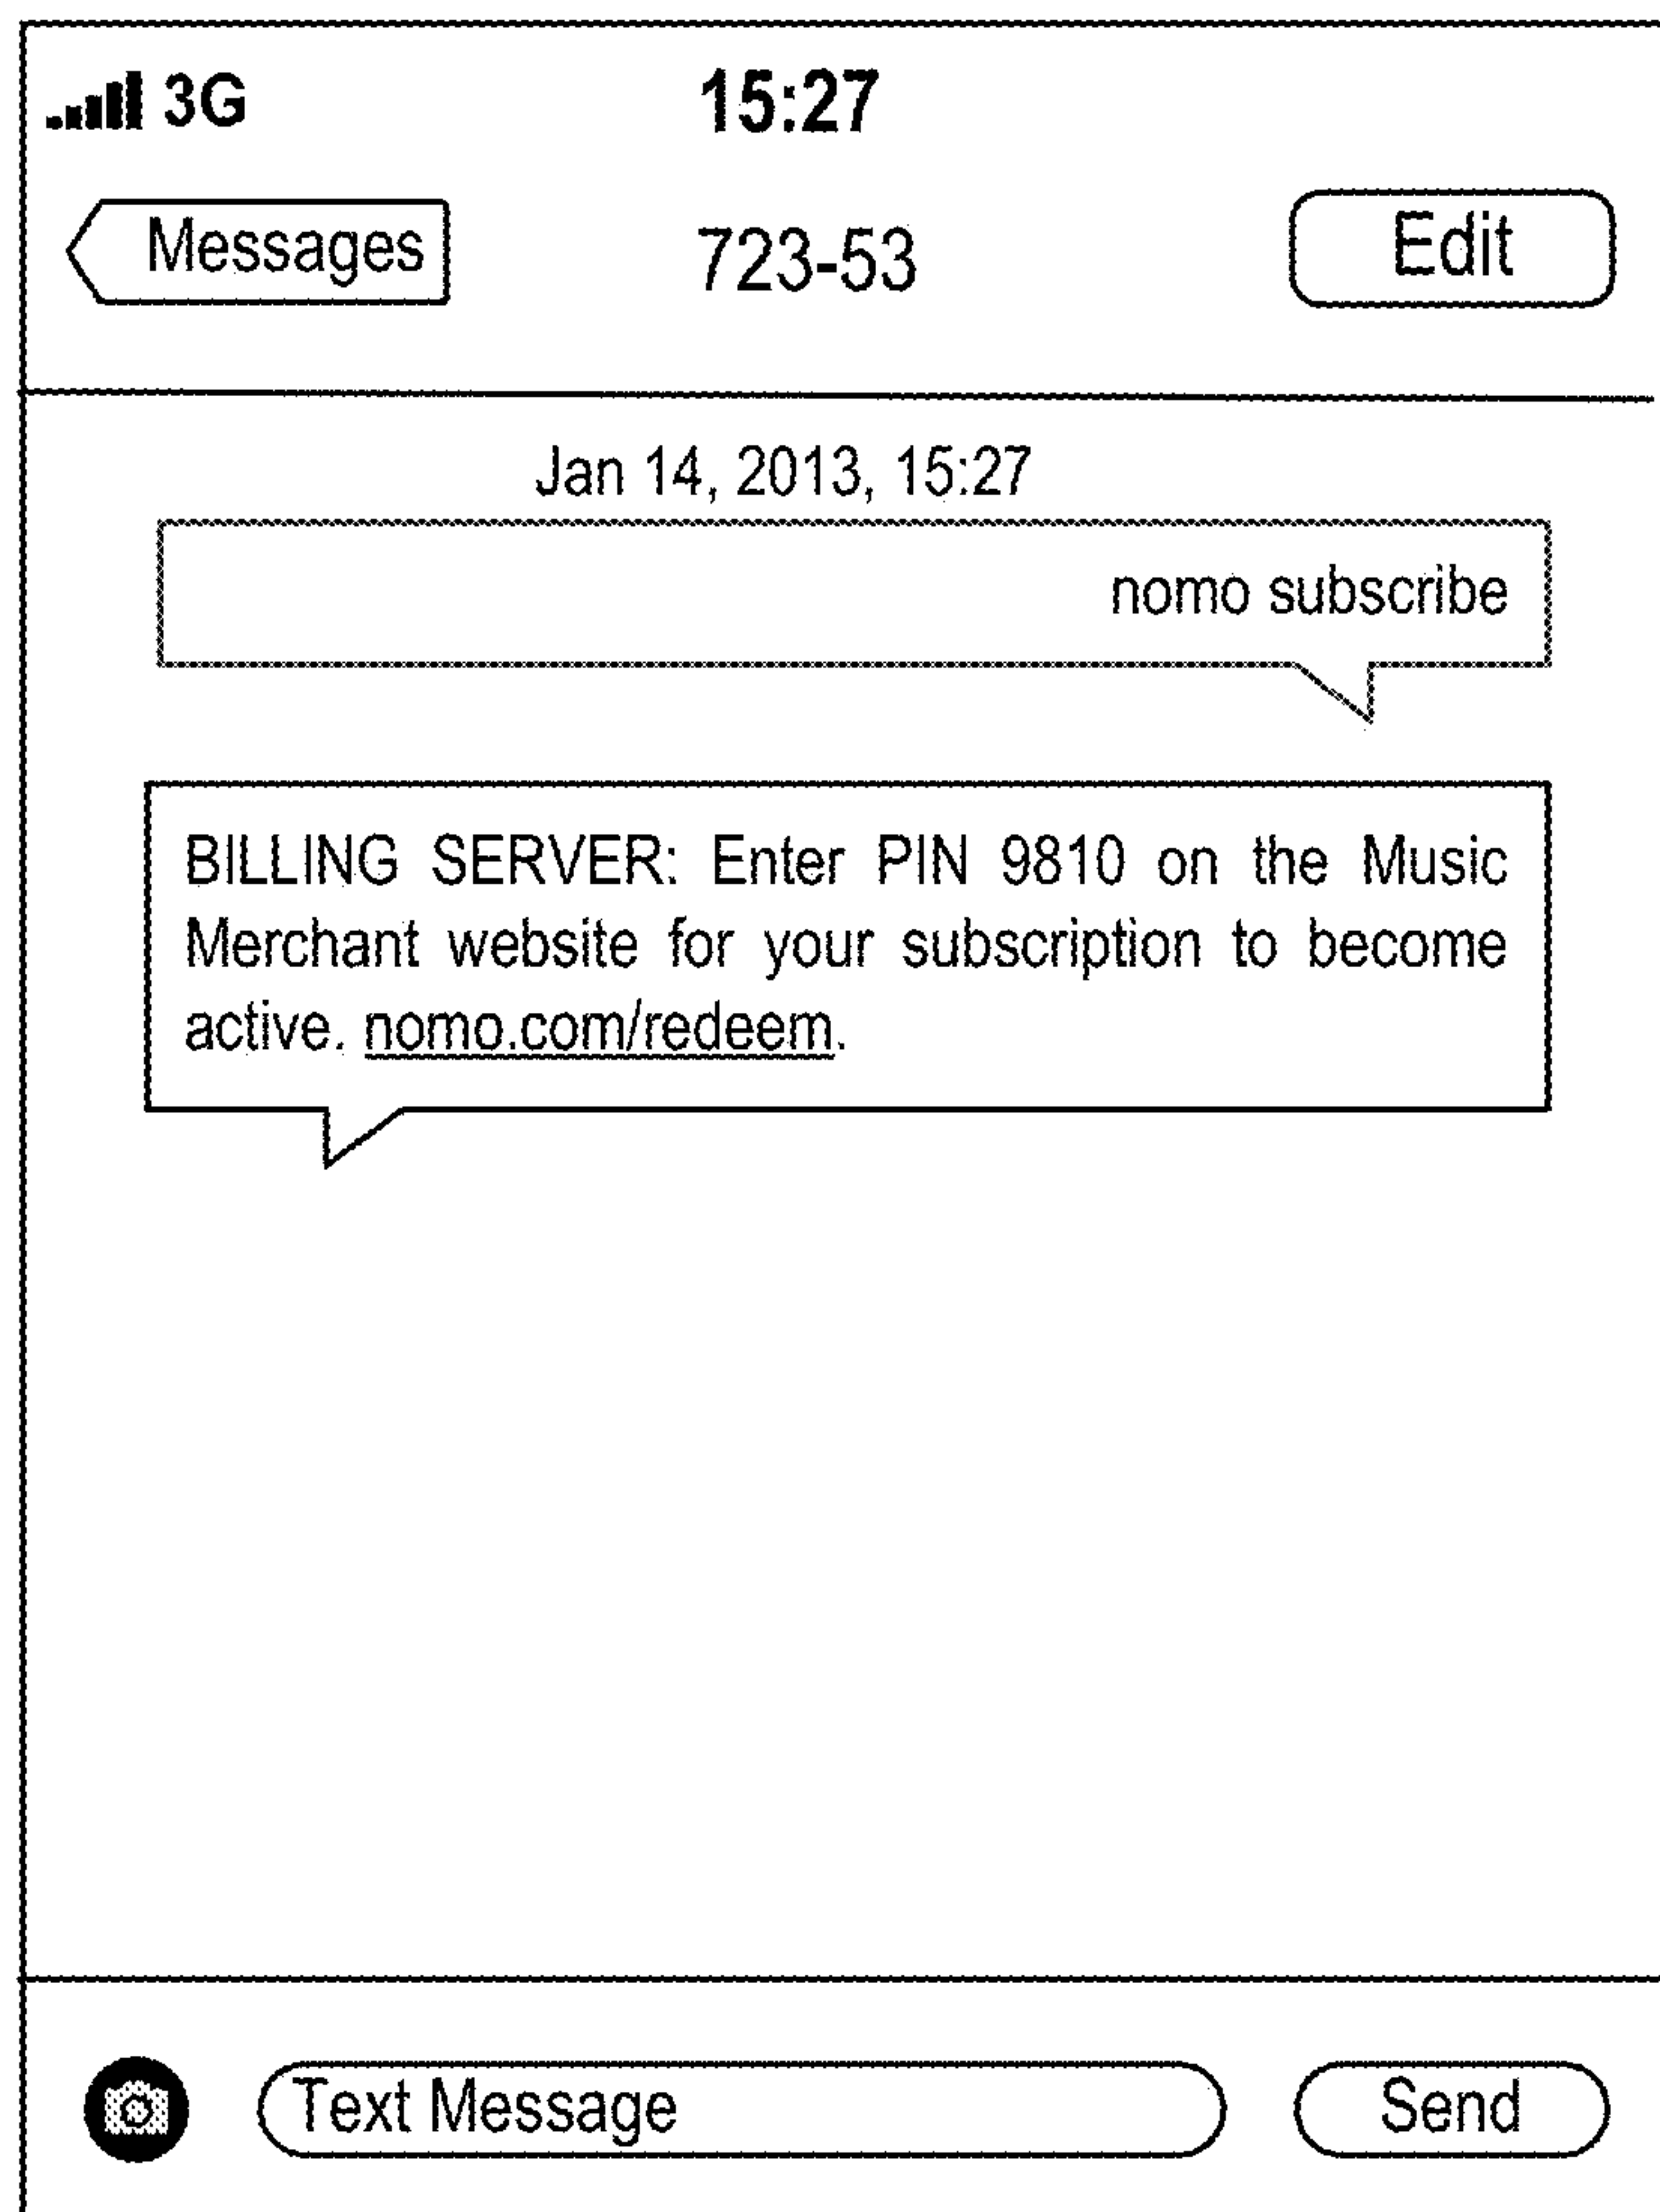 3G 15:27
Messages 723-53 Edit
Jan 14, 2013, 15:27
nomo subscribe
BILLING SERVER: Enter PIN 9810 on the Music
Merchant website for your subscription to become
active. nomo.com/redeem.
Text Message Send